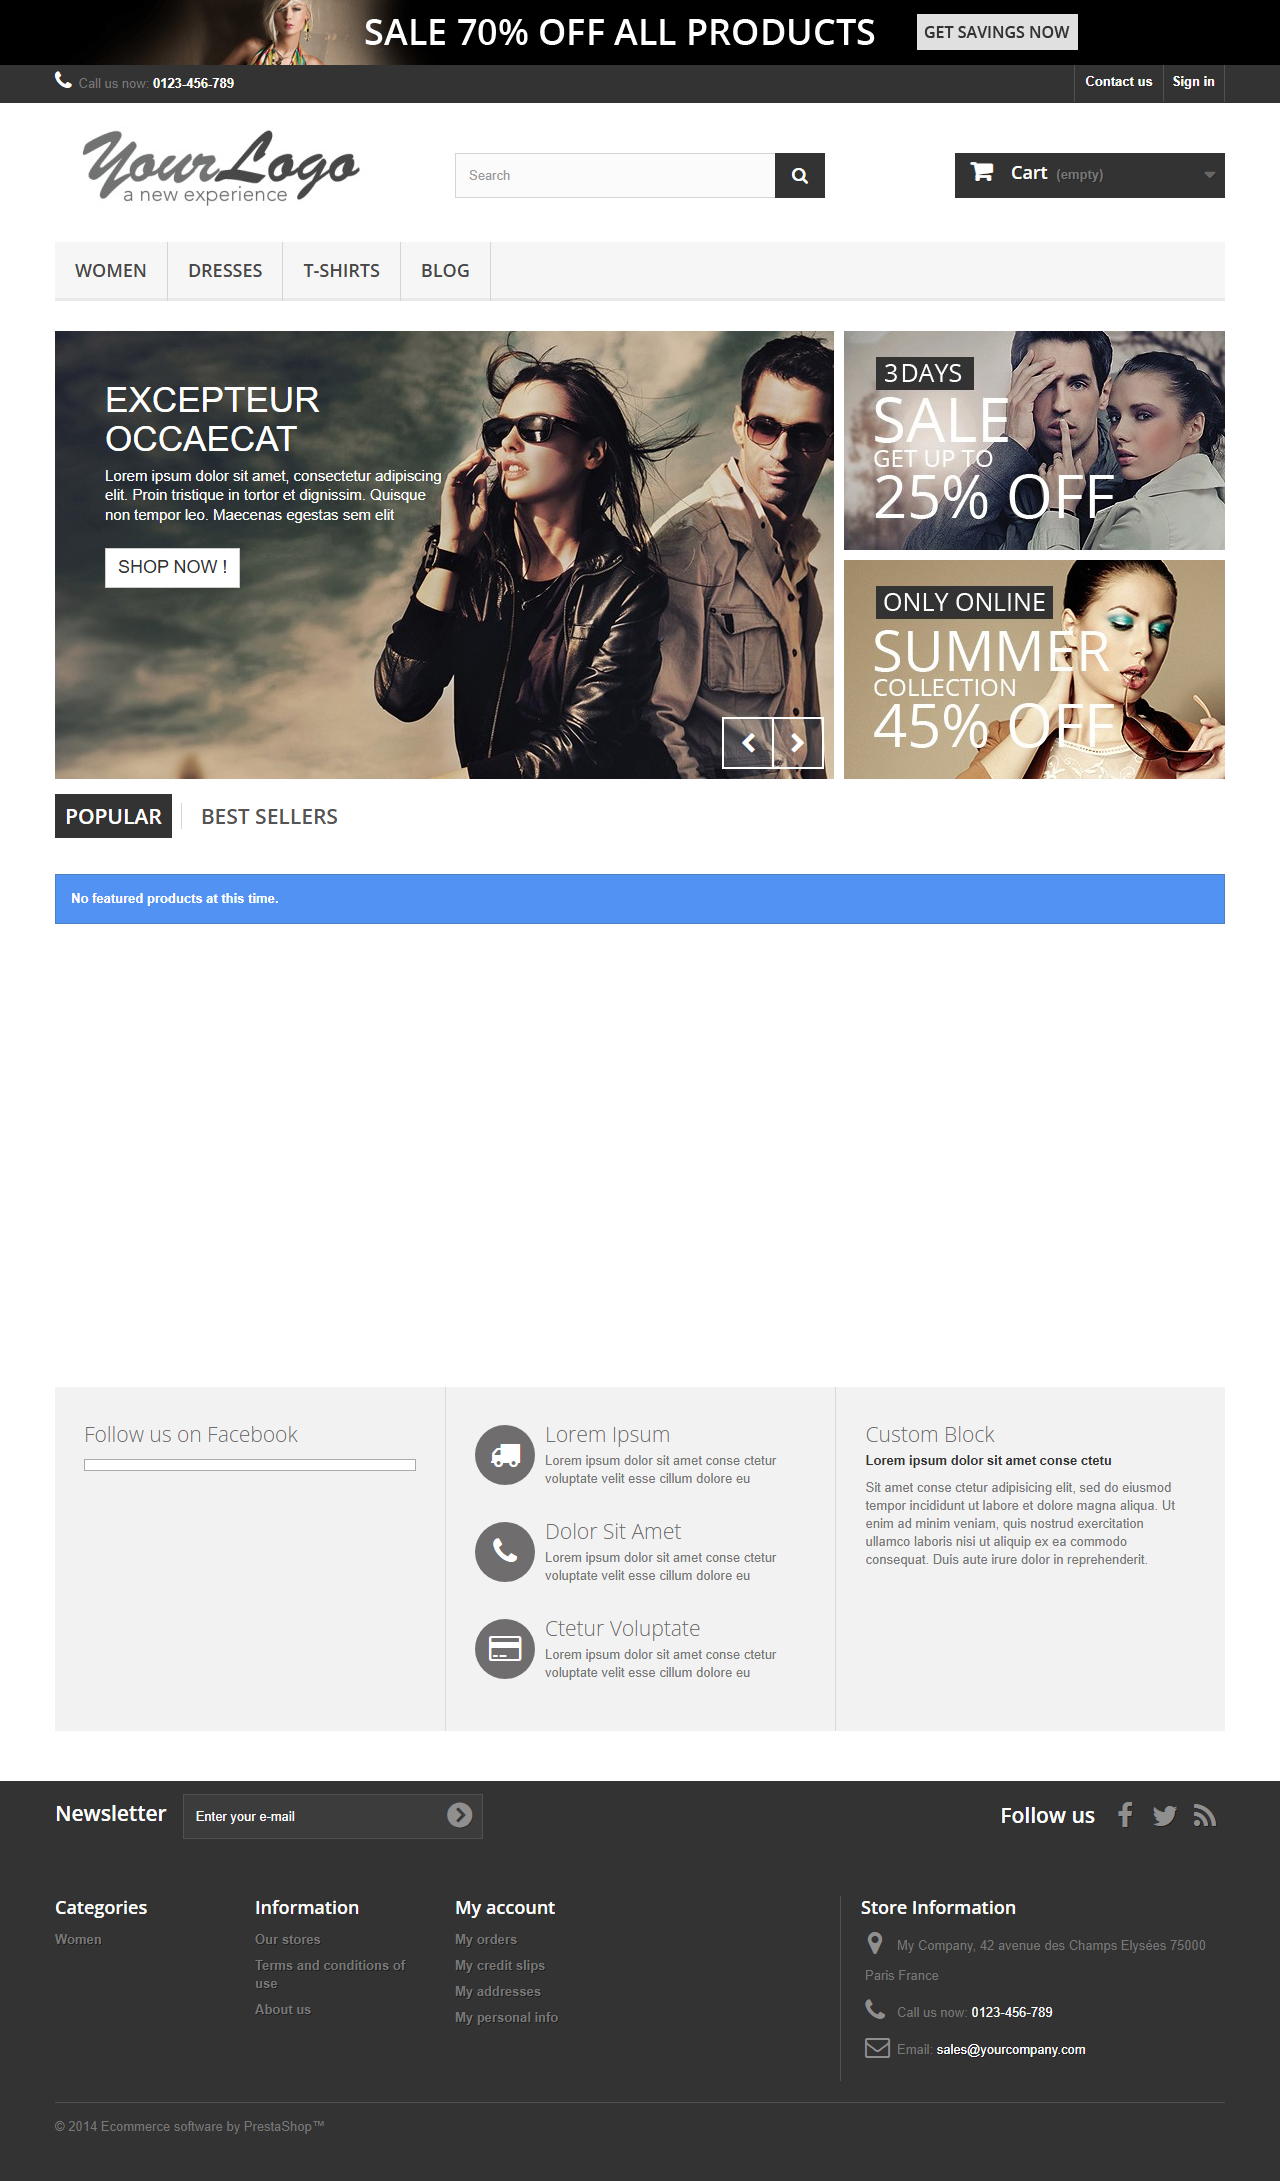 SALE 70% OFF ALL PRODUCTS
GET SAVINGS NOW
Call us now: 0123-456-789
Contact us
Sign in
YourLogo
a new experience
Search
Cart (empty)
WOMEN
DRESSES
T-SHIRTS
BLOG
EXCEPTEUR
OCCAECAT
Lorem ipsum dolor sit amet, consectetur adipiscing
elit. Proin tristique in tortor et dignissim. Quisque
non tempor leo. Maecenas egestas sem elit
SHOP NOW !
3DAYS
SALE
GET UP TO
25% OFF
ONLY ONLINE
SUMMER
COLLECTION
45% OFF
POPULAR
BEST SELLERS
No featured products at this time.
Follow us on Facebook
Lorem Ipsum
Lorem ipsum dolor sit amet conse ctetur
voluptate velit esse cillum dolore eu
Dolor Sit Amet
Lorem ipsum dolor sit amet conse ctetur
voluptate velit esse cillum dolore eu
Ctetur Voluptate
Lorem ipsum dolor sit amet conse ctetur
voluptate velit esse cillum dolore eu
Custom Block
Lorem ipsum dolor sit amet conse ctetu
Sit amet conse ctetur adipisicing elit, sed do eiusmod
tempor incididunt ut labore et dolore magna aliqua. Ut
enim ad minim veniam, quis nostrud exercitation
ullamco laboris nisi ut aliquip ex ea commodo
consequat. Duis aute irure dolor in reprehenderit.
Newsletter
Enter your e-mail
Follow us
Categories
Women
Information
Our stores
Terms and conditions of
use
About us
My account
My orders
My credit slips
My addresses
My personal info
Store Information
My Company, 42 avenue des Champs Elysées 75000
Paris France
Call us now: 0123-456-789
Email: sales@yourcompany.com
© 2014 Ecommerce software by PrestaShop™